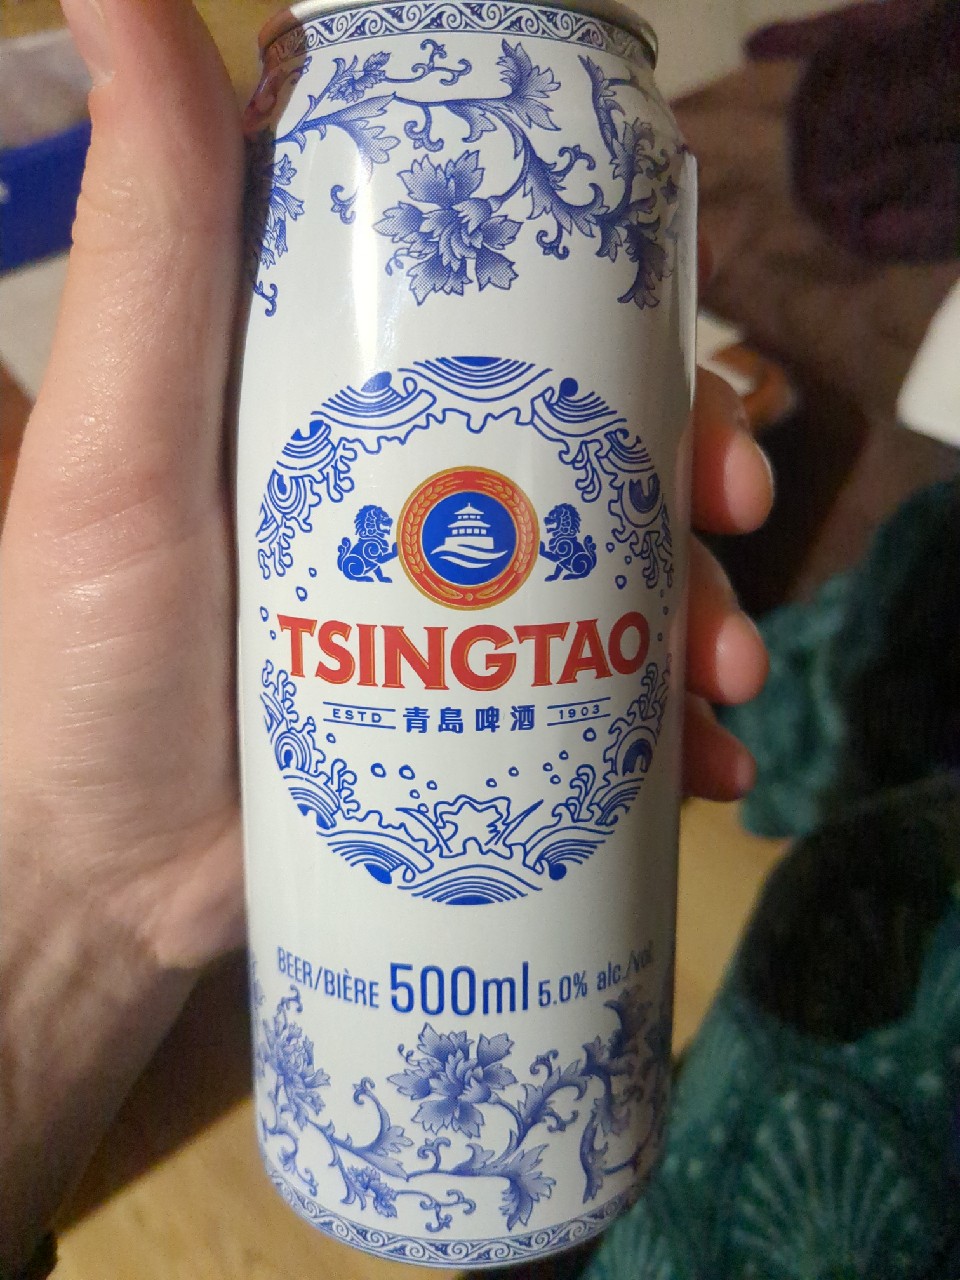 TSINGTAO
ESTD 青島啤酒 1903
BEER/BIÈRE 500ml 5.0% alc./vol.